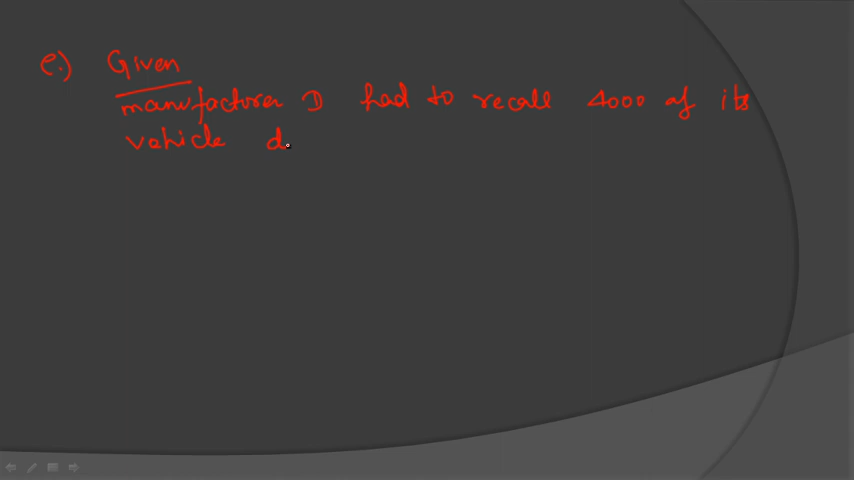 e.) Given
manufacturer D had to recall 4000 of its
vehicle d